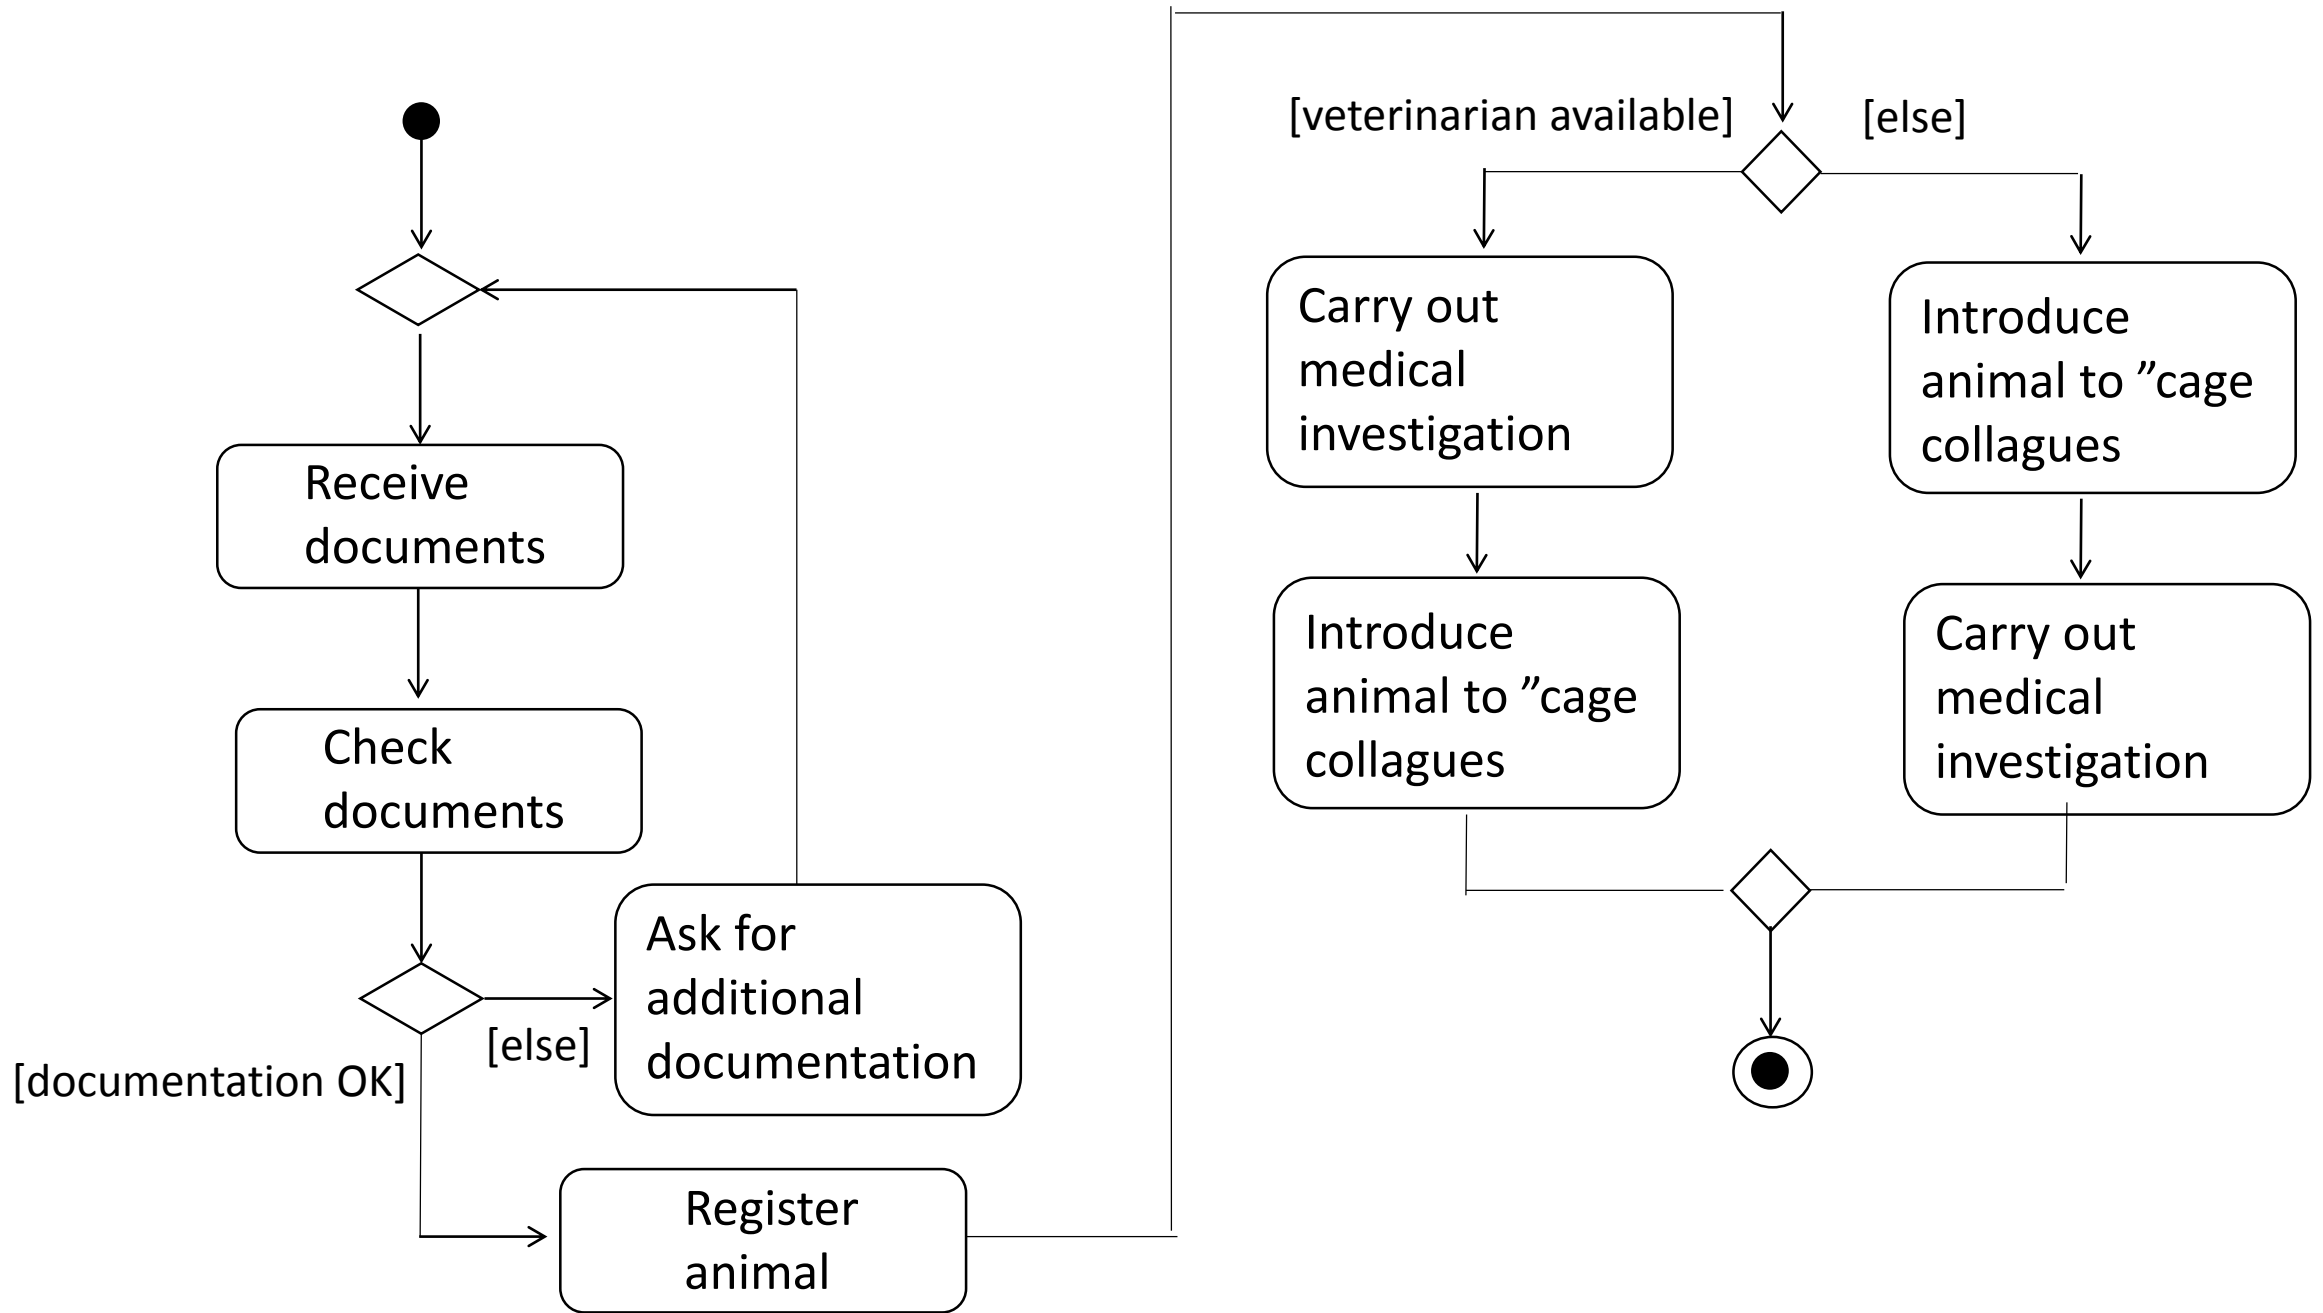 Receive
documents
Check
documents
[else]
[documentation OK]
Ask for
additional
documentation
Register
animal
[veterinarian available]
[else]
Carry out
medical
investigation
Introduce
animal to ”cage
collagues
Introduce
animal to ”cage
collagues
Carry out
medical
investigation